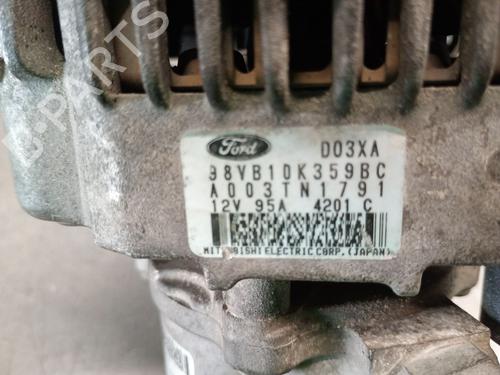 B-PARTS
Ford D03XA
98VB10K359BC
A003TN1791
12V 95A 4201 C
MITSUBISHI ELECTRIC CORP. (JAPAN)